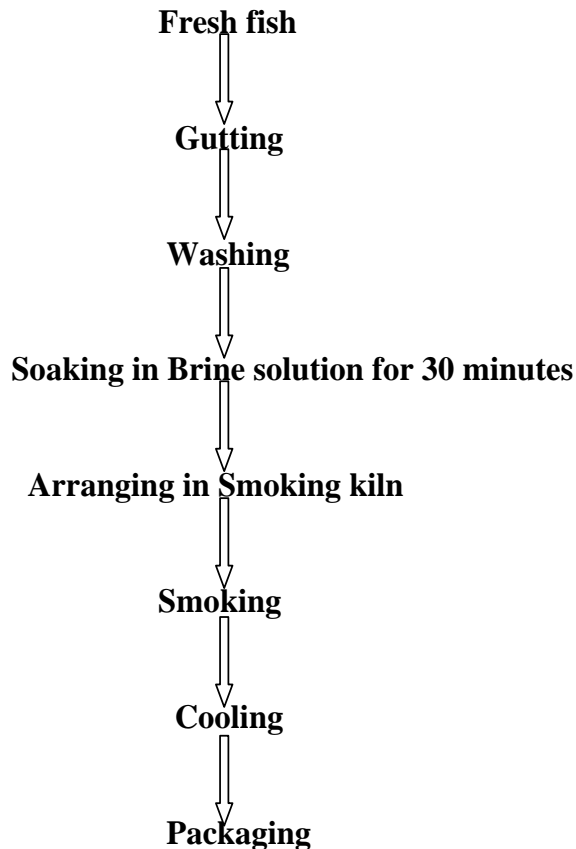 Fresh fish
Gutting
Washing
Soaking in Brine solution for 30 minutes
Arranging in Smoking kiln
Smoking
Cooling
Packaging